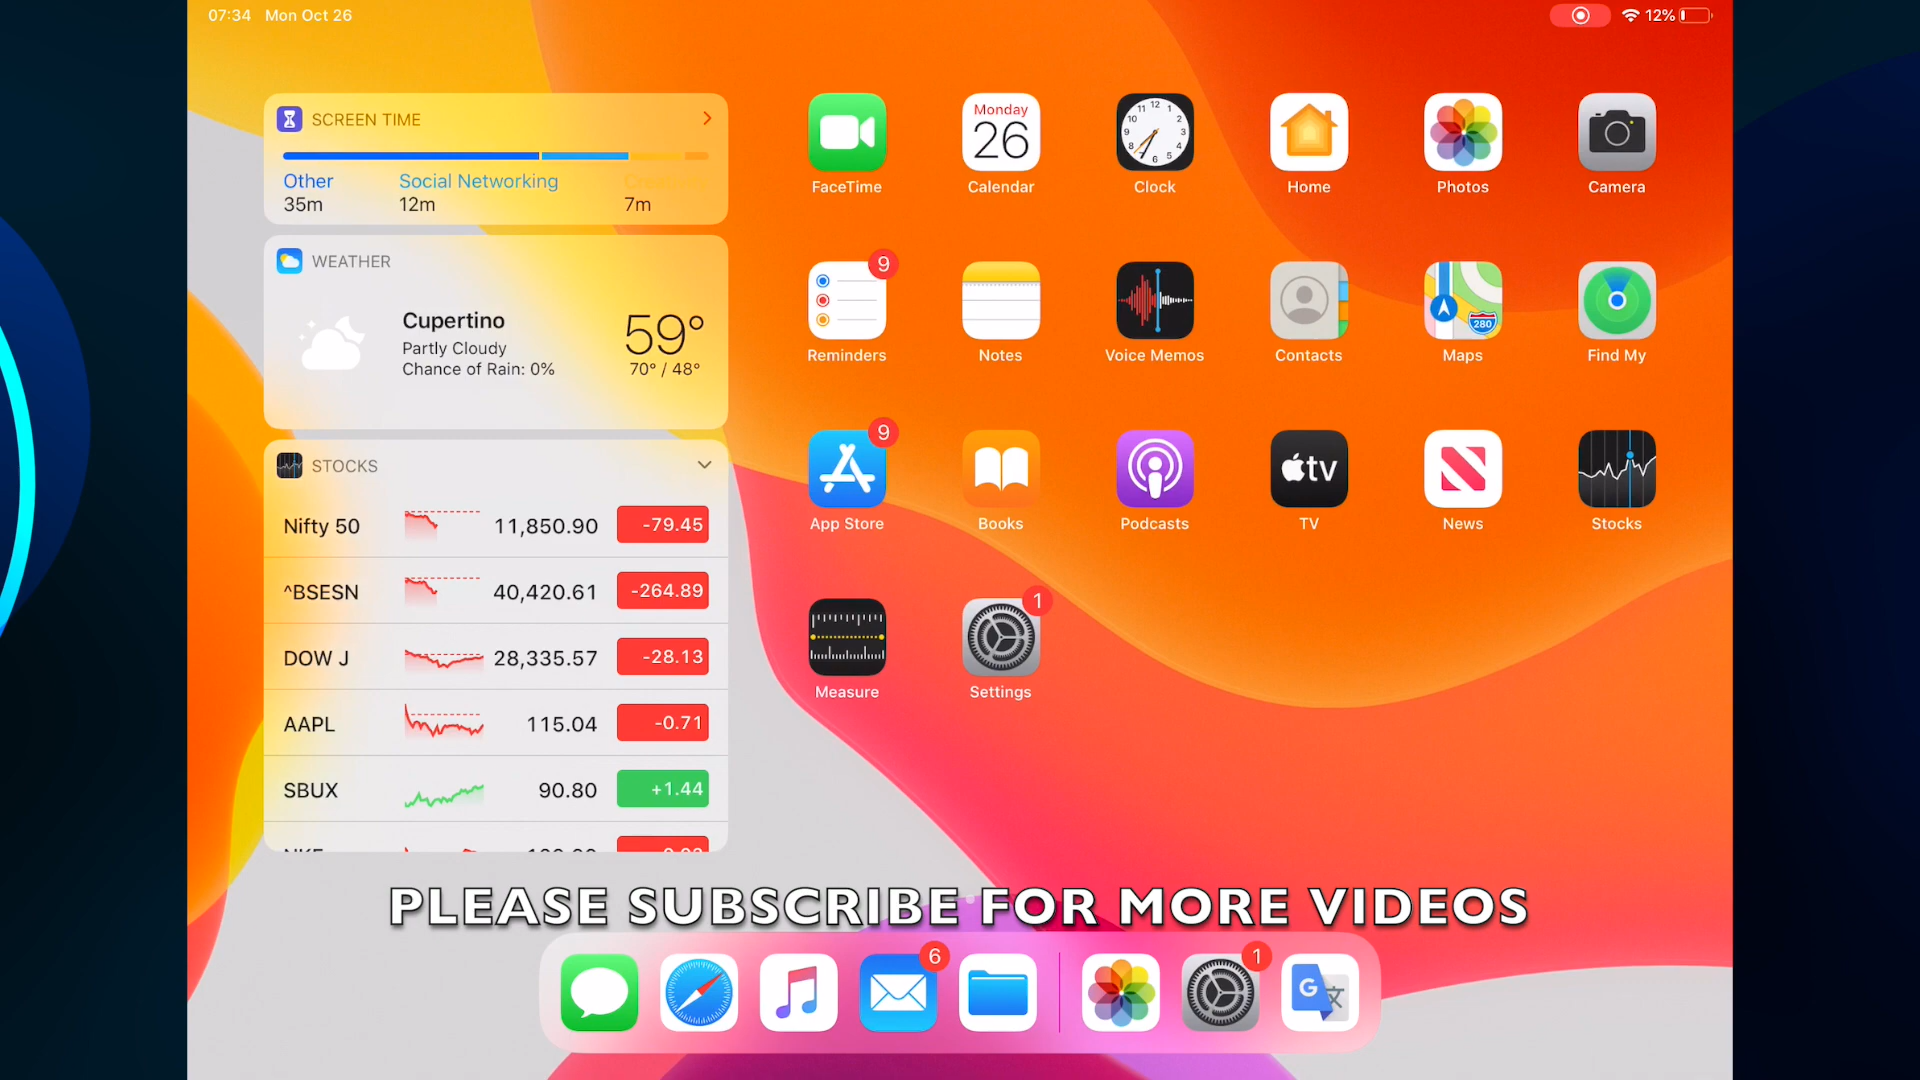 07:34 Mon Oct 26
12%
SCREEN TIME
Other Social Networking
35m 12m 7m
WEATHER
Cupertino
Partly Cloudy
Chance of Rain: 0%
59°
70° / 48°
STOCKS
Nifty 50 11,850.90 -79.45
^BSESN 40,420.61 -264.89
DOW J 28,335.57 -28.13
AAPL 115.04 -0.71
SBUX 90.80 +1.44
Monday
26
FaceTime Calendar Clock Home Photos Camera
9
280
Reminders Notes Voice Memos Contacts Maps Find My
9
tv
App Store Books Podcasts TV News Stocks
1
Measure Settings
PLEASE SUBSCRIBE FOR MORE VIDEOS
6 1
G 文